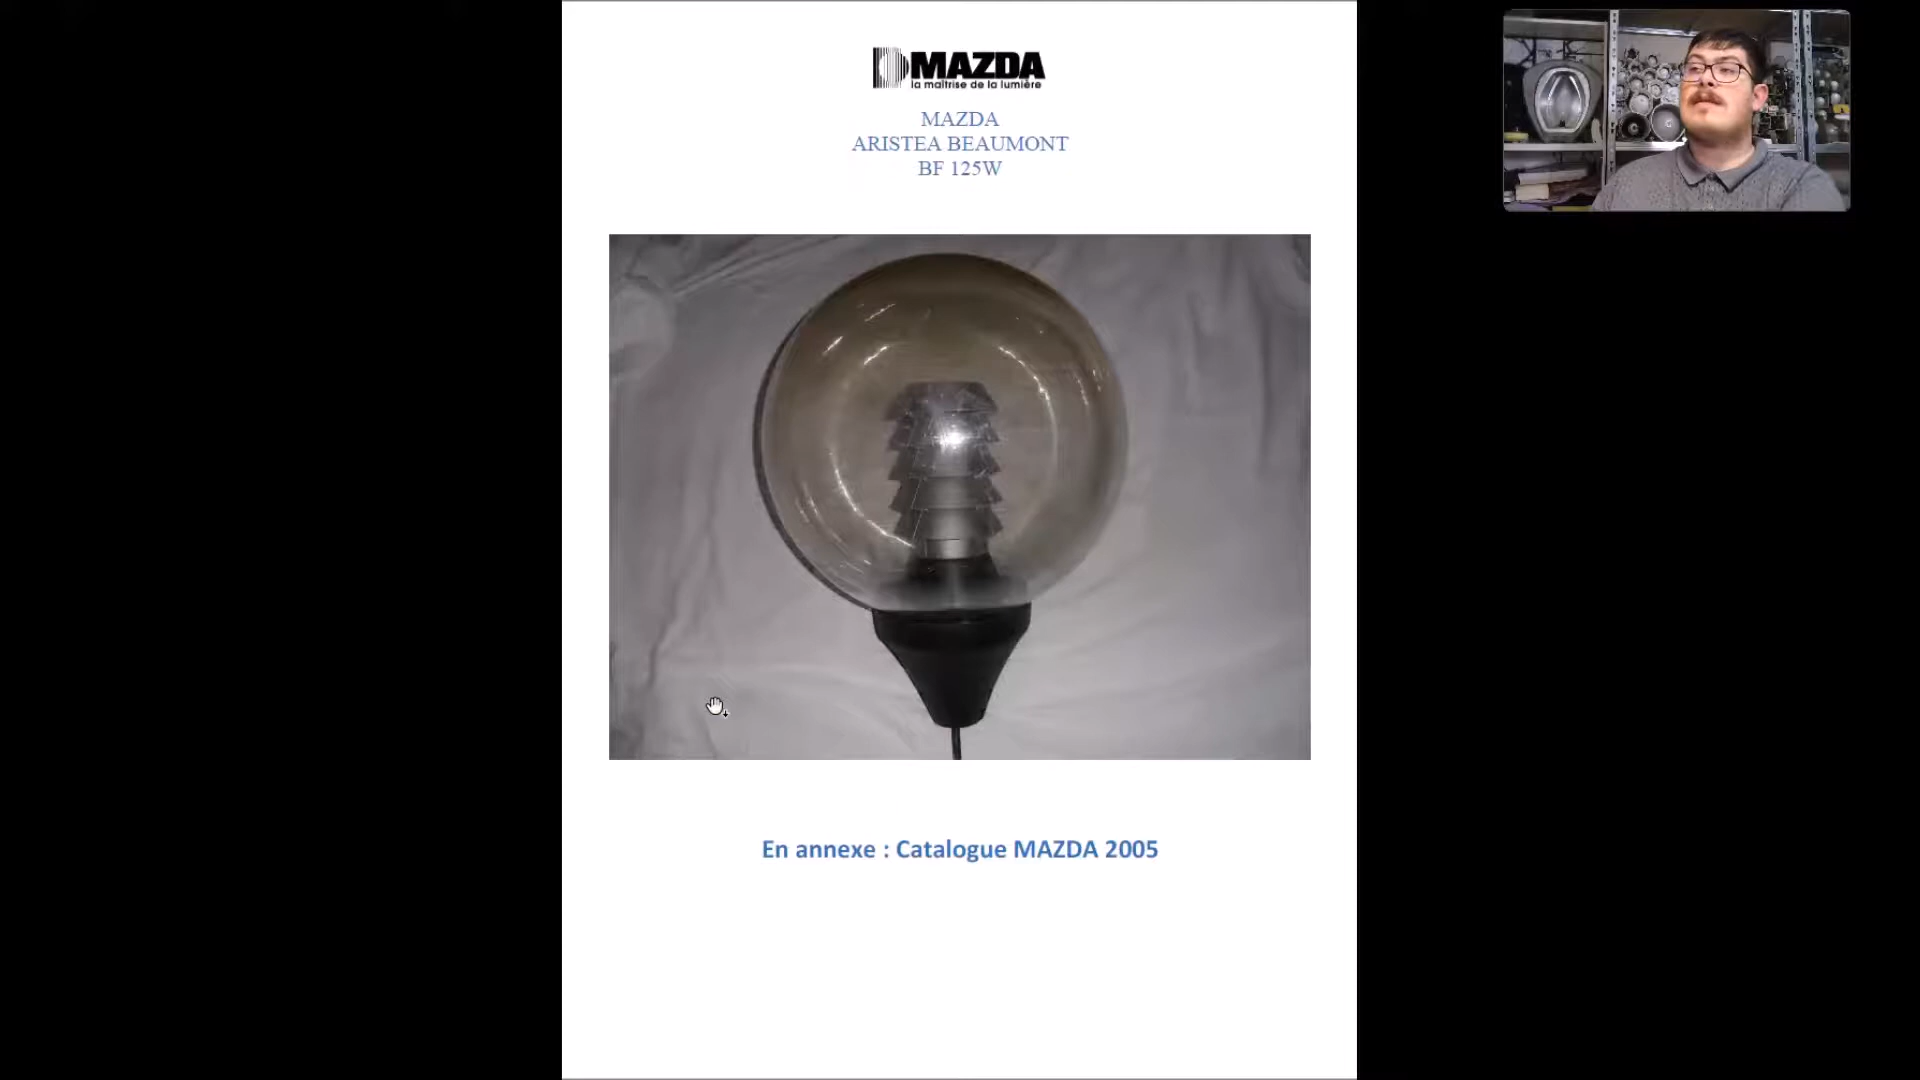 MAZDA
la maîtrise de la lumière
MAZDA
ARISTEA BEAUMONT
BF 125W
En annexe : Catalogue MAZDA 2005